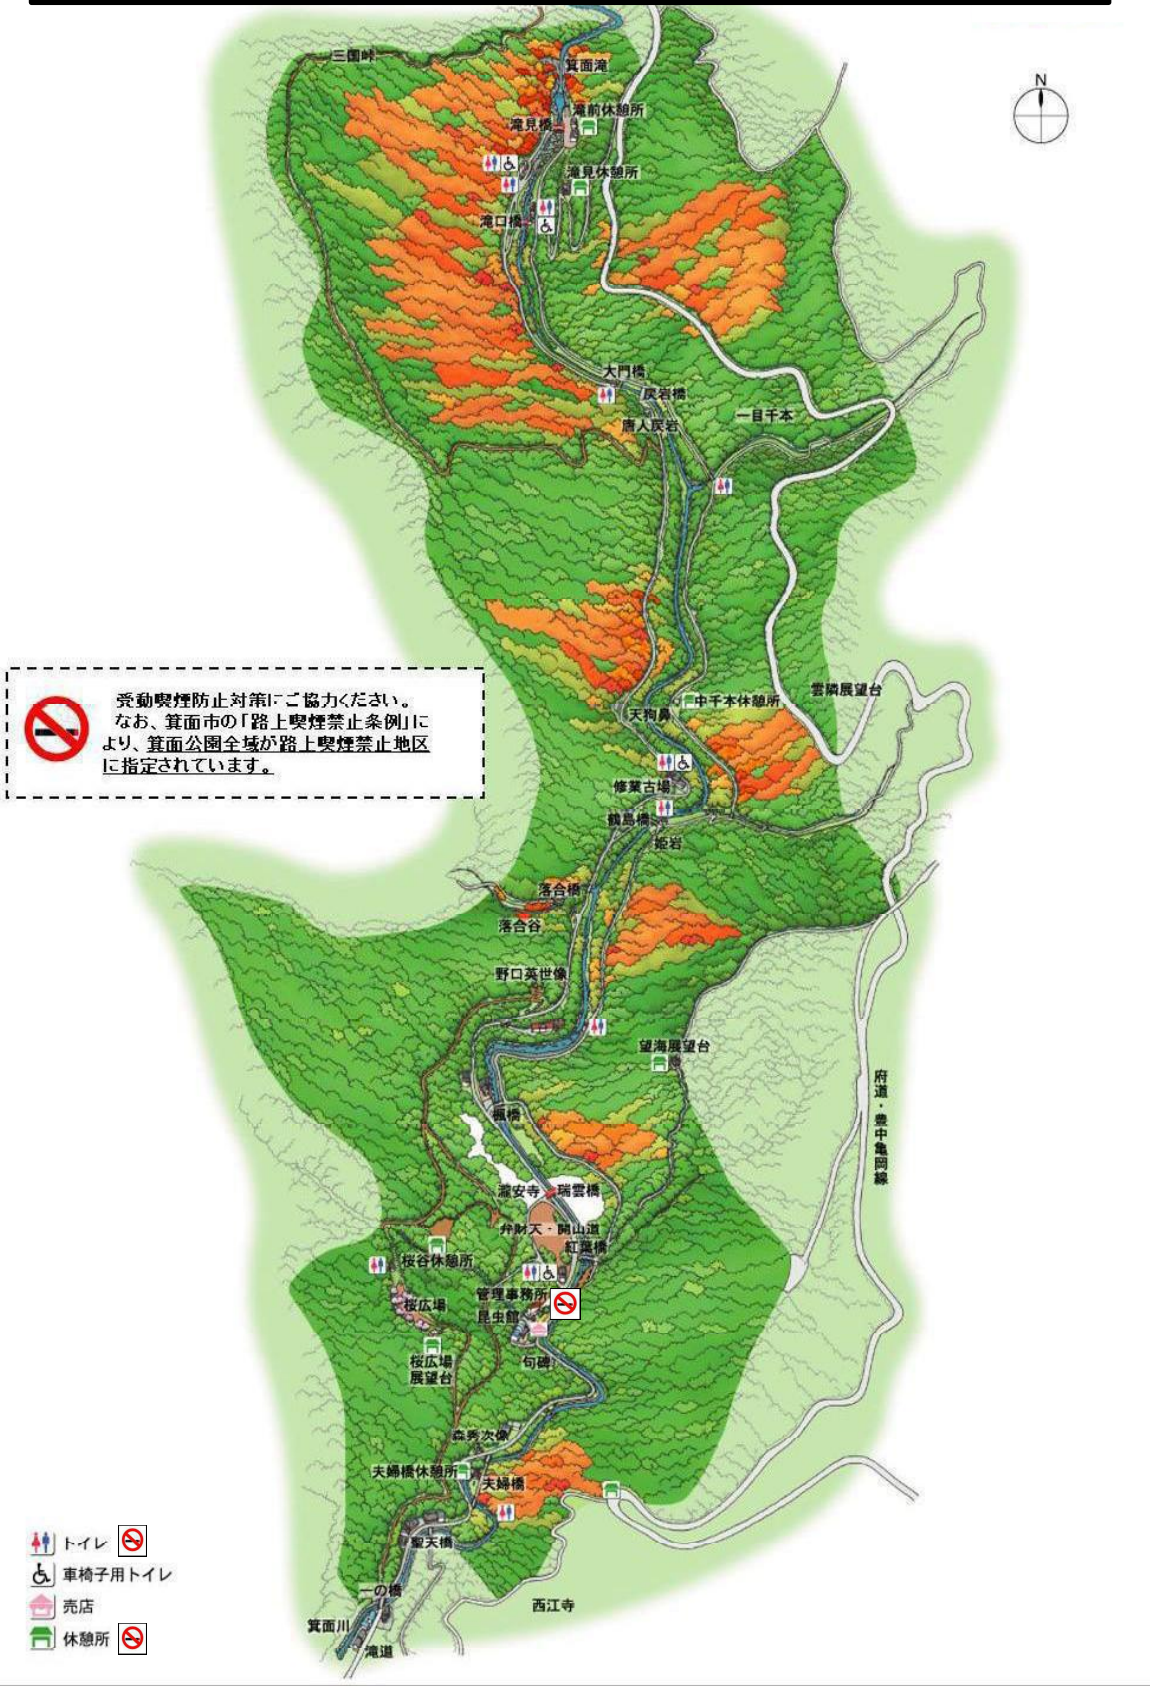 三国峠
箕面滝
N
滝前休憩所
滝見橋
滝見休憩所
滝口橋
大門橋
戻岩橋
一目千本
唐人戻岩
受動喫煙防止対策にご協力ください。
なお、箕面市の「路上喫煙禁止条例」に
より、箕面公園全域が路上喫煙禁止地区
に指定されています。
雲隣展望台
中千本休憩所
天狗鼻
修業古場
鶴島橋
姫岩
落合橋
落合谷
野口英世像
望海展望台
府道・豊中亀岡線
楓橋
瀧安寺
瑞雲橋
弁財天・開山道
紅葉橋
桜谷休憩所
管理事務所
桜広場
昆虫館
句碑
桜広場
展望台
森秀次像
夫婦橋休憩所
夫婦橋
聖天橋
一の橋
西江寺
箕面川
滝道
トイレ
車椅子用トイレ
売店
休憩所